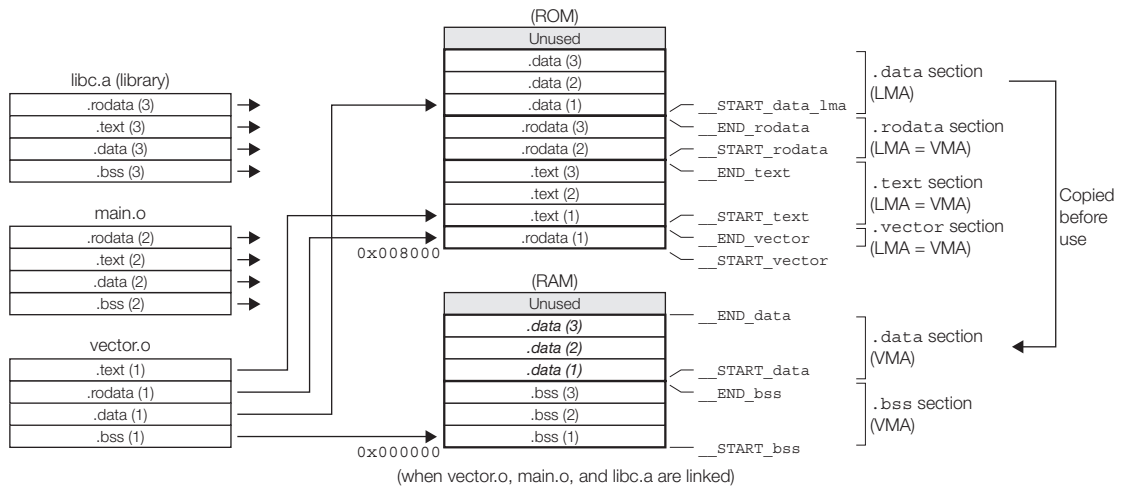 libc.a (library)
.rodata (3)
.text (3)
.data (3)
.bss (3)
main.o
.rodata (2)
.text (2)
.data (2)
.bss (2)
vector.o
.text (1)
.rodata (1)
.data (1)
.bss (1)
(ROM)
Unused
.data (3)
.data (2)
.data (1)
.rodata (3)
.rodata (2)
.text (3)
.text (2)
.text (1)
.rodata (1)
0x008000
__START_data_lma
__END_rodata
__START_rodata
__END_text
__START_text
__END_vector
__START_vector
.data section
(LMA)
.rodata section
(LMA = VMA)
.text section
(LMA = VMA)
.vector section
(LMA = VMA)
Copied
before
use
(RAM)
Unused
.data (3)
.data (2)
.data (1)
.bss (3)
.bss (2)
.bss (1)
0x000000
__END_data
__START_data
__END_bss
__START_bss
.data section
(VMA)
.bss section
(VMA)
(when vector.o, main.o, and libc.a are linked)